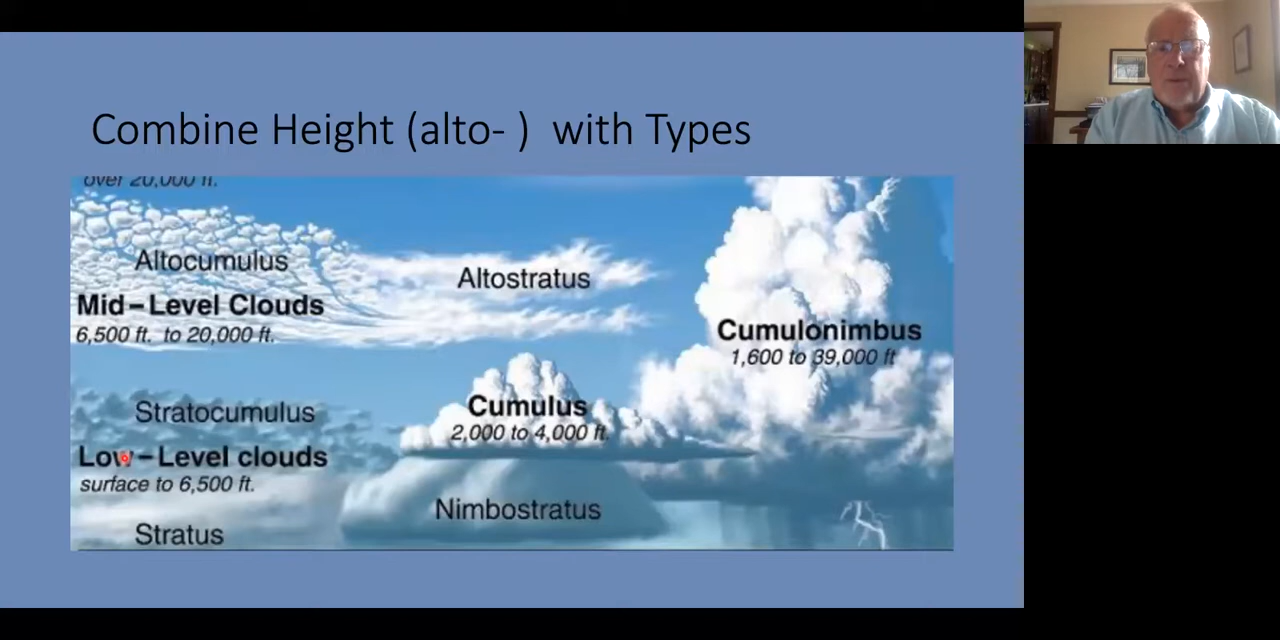 Combine Height (alto- )  with Types
over 20,000 ft.
Altocumulus
Altostratus
Mid–Level Clouds
6,500 ft. to 20,000 ft.
Cumulonimbus
1,600 to 39,000 ft
Stratocumulus
Cumulus
2,000 to 4,000 ft.
Low–Level clouds
surface to 6,500 ft.
Nimbostratus
Stratus